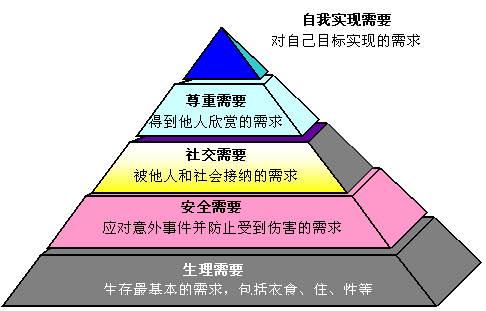 自我实现需要
对自己目标实现的需求
尊重需要
得到他人欣赏的需求
社交需要
被他人和社会接纳的需求
安全需要
应对意外事件并防止受到伤害的需求
生理需要
生存最基本的需求，包括衣食、住、性等